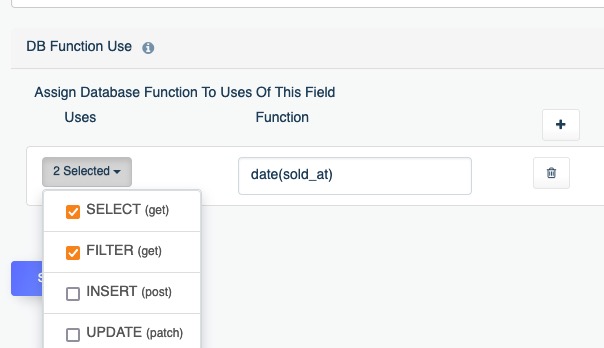 DB Function Use
Assign Database Function To Uses Of This Field
Uses Function
+
2 Selected date(sold_at)
SELECT (get)
FILTER (get)
S
INSERT (post)
UPDATE (patch)